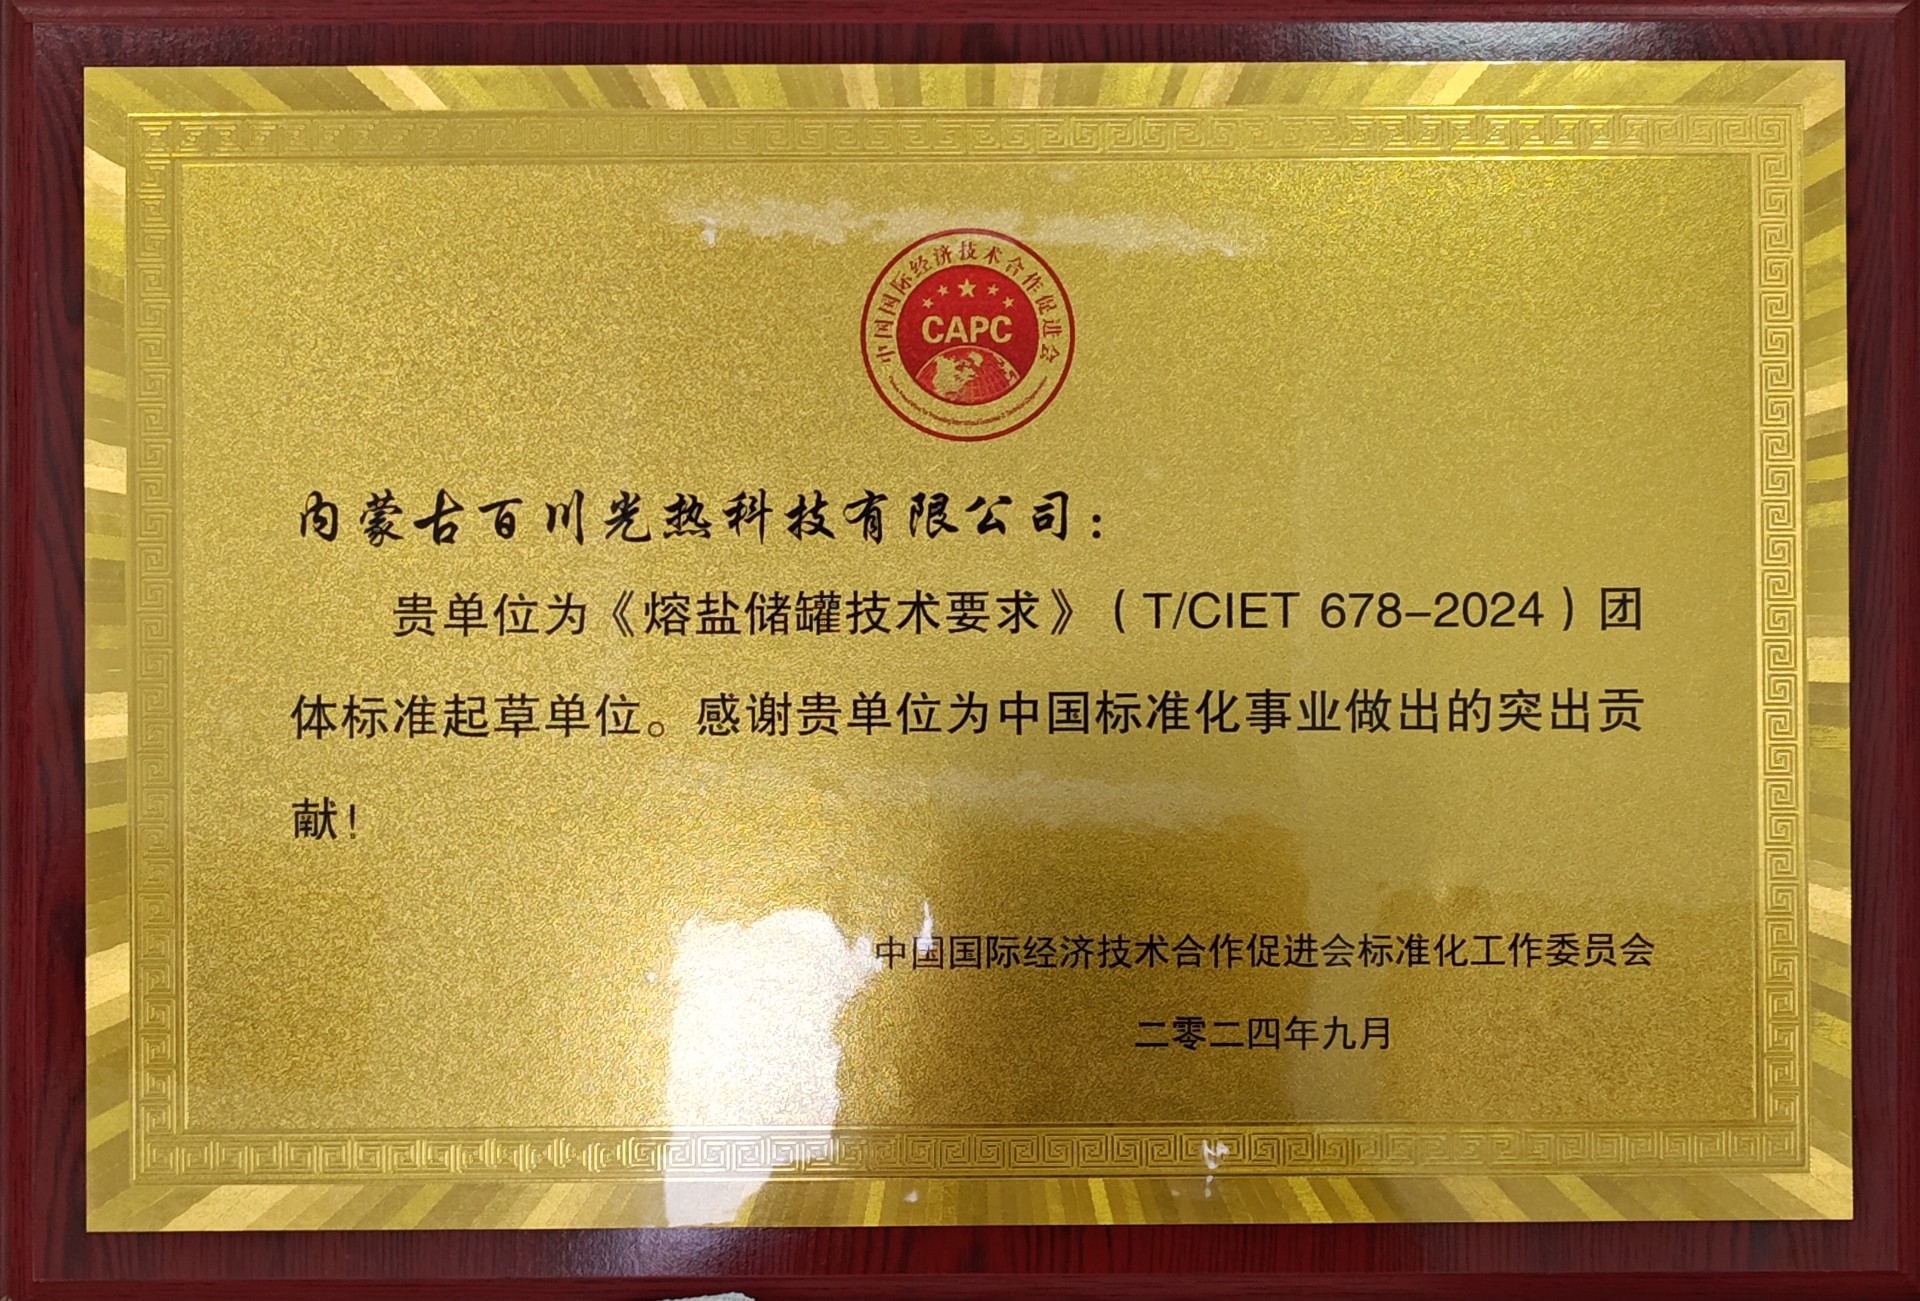 中国国际经济技术合作促进会
CAPC
内蒙古百川光热科技有限公司：
贵单位为《熔盐储罐技术要求》（T/CIET 678-2024）团
体标准起草单位。感谢贵单位为中国标准化事业做出的突出贡
献！
中国国际经济技术合作促进会标准化工作委员会
二零二四年九月